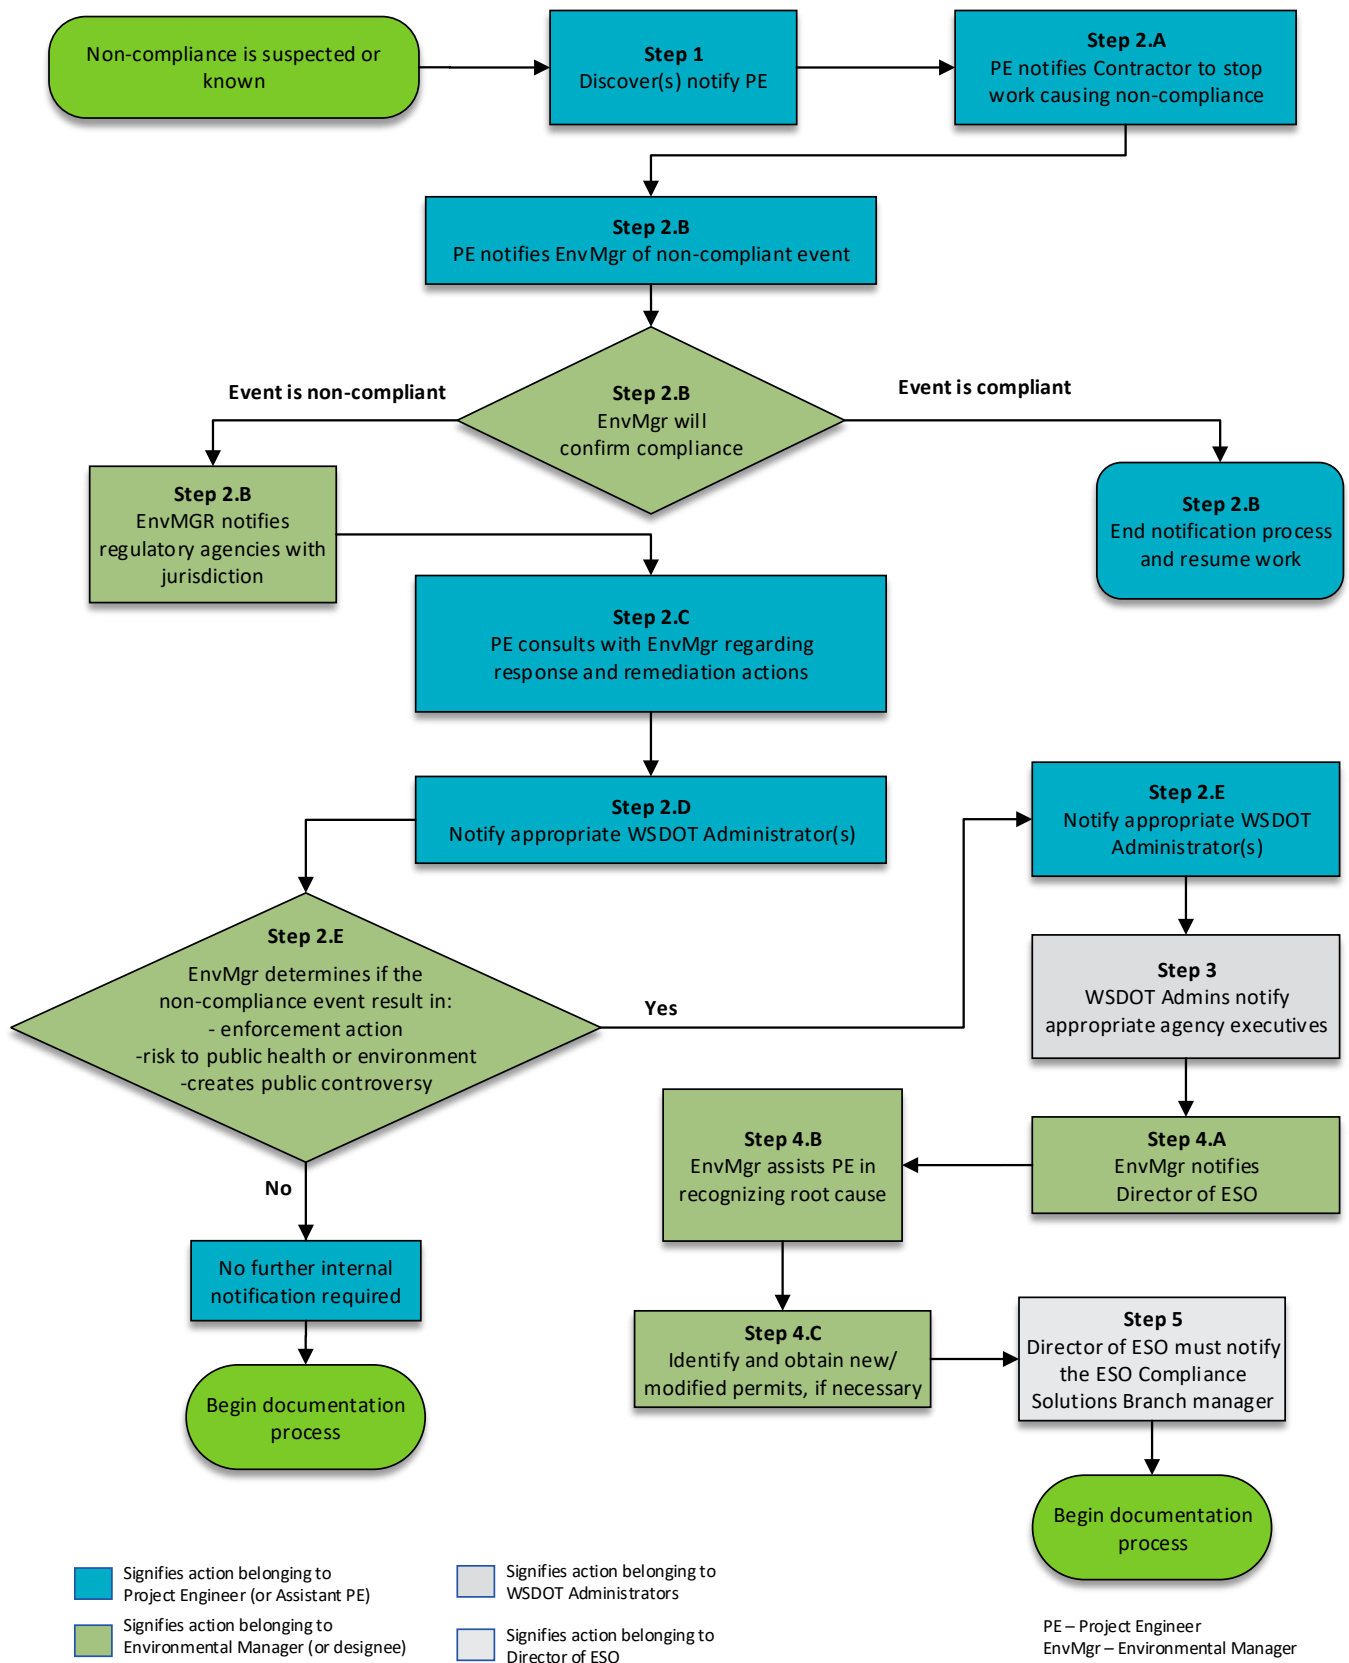 Non-compliance is suspected or
known
Step 1
Discover(s) notify PE
Step 2.A
PE notifies Contractor to stop
work causing non-compliance
Step 2.B
PE notifies EnvMgr of non-compliant event
Event is non-compliant
Step 2.B
EnvMgr will
confirm compliance
Event is compliant
Step 2.B
EnvMGR notifies
regulatory agencies with
jurisdiction
Step 2.B
End notification process
and resume work
Step 2.C
PE consults with EnvMgr regarding
response and remediation actions
Step 2.D
Notify appropriate WSDOT Administrator(s)
Step 2.E
Notify appropriate WSDOT
Administrator(s)
Step 2.E
EnvMgr determines if the
non-compliance event result in:
- enforcement action
-risk to public health or environment
-creates public controversy
Yes
Step 3
WSDOT Admins notify
appropriate agency executives
Step 4.A
EnvMgr notifies
Director of ESO
Step 4.B
EnvMgr assists PE in
recognizing root cause
No
No further internal
notification required
Step 4.C
Identify and obtain new/
modified permits, if necessary
Step 5
Director of ESO must notify
the ESO Compliance
Solutions Branch manager
Begin documentation
process
Begin documentation
process
Signifies action belonging to
Project Engineer (or Assistant PE)
Signifies action belonging to
WSDOT Administrators
Signifies action belonging to
Environmental Manager (or designee)
Signifies action belonging to
Director of ESO
PE – Project Engineer
EnvMgr – Environmental Manager